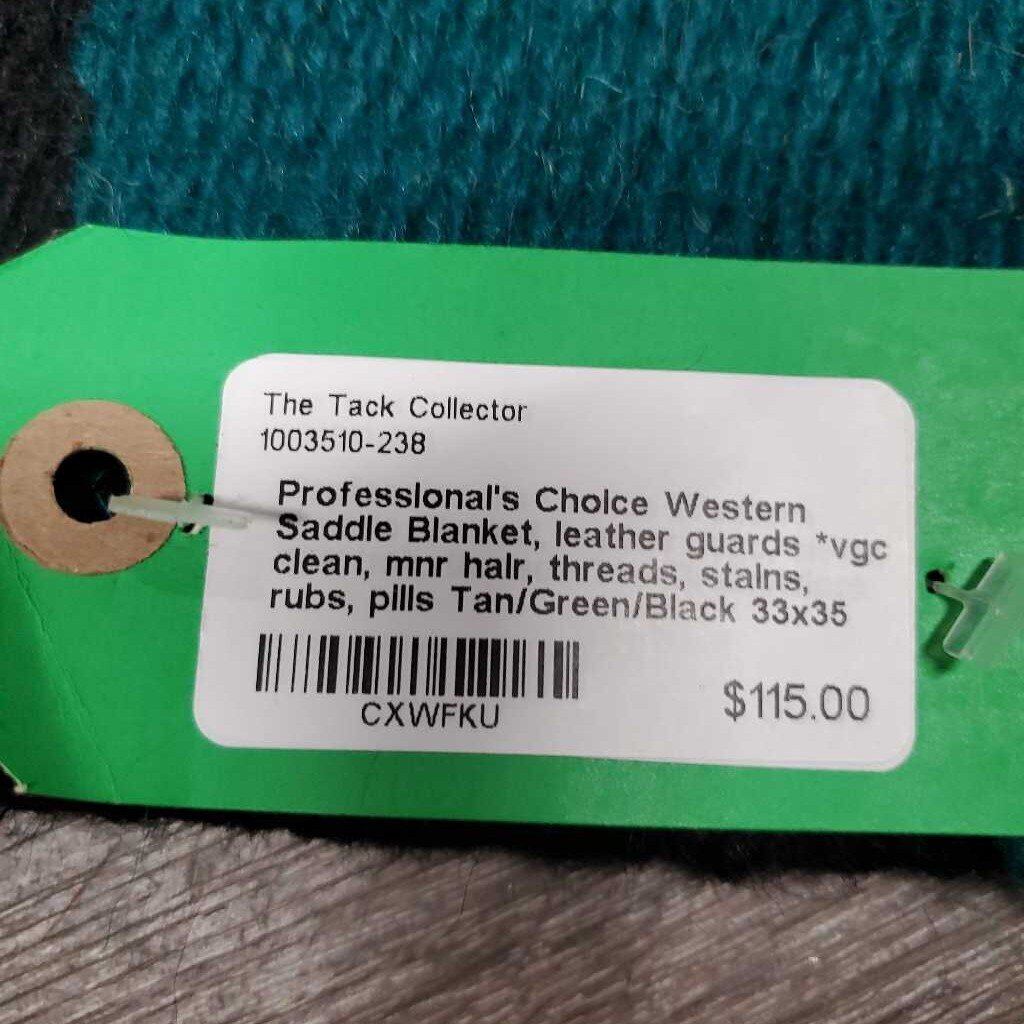 The Tack Collector
1003510-238
Professional's Choice Western
Saddle Blanket, leather guards *vgc
clean, mnr hair, threads, stains,
rubs, pills Tan/Green/Black 33x35
CXWFKU
$115.00